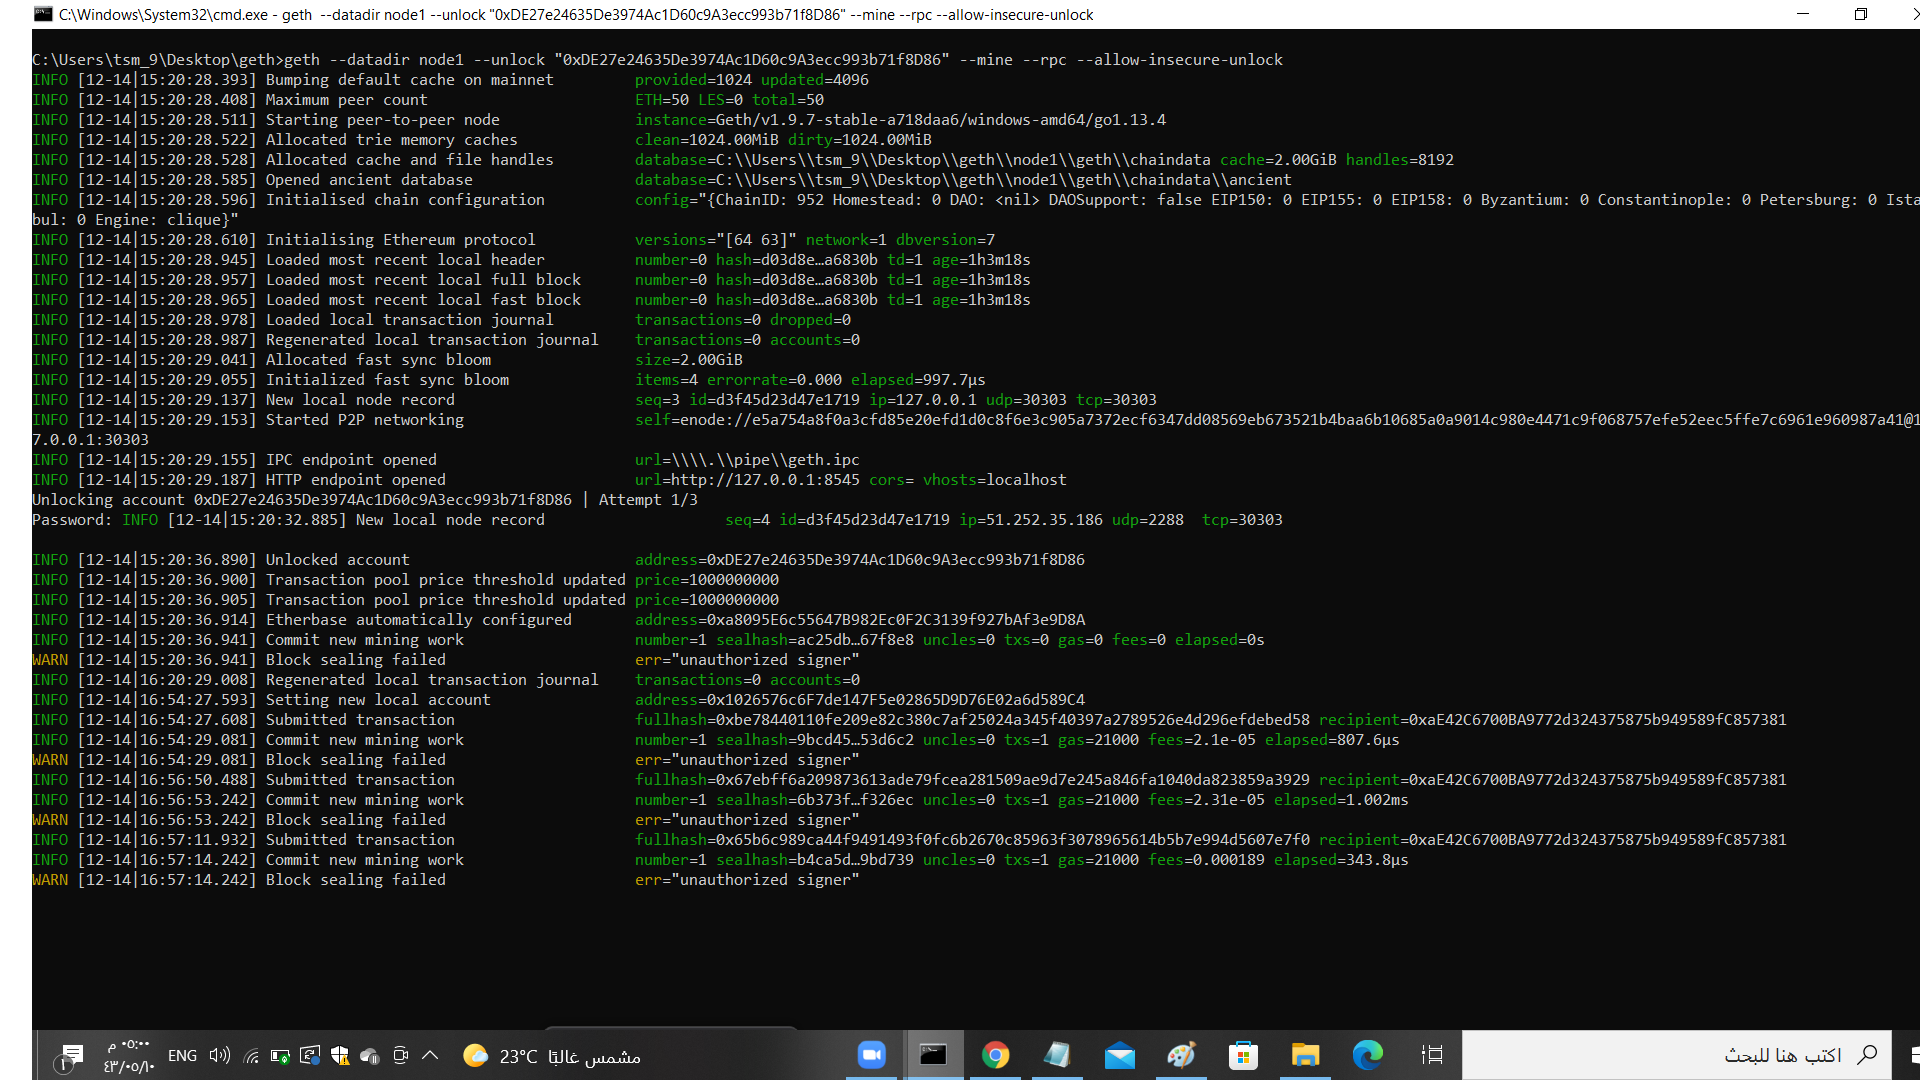 C:\Windows\System32\cmd.exe - geth  --datadir node1 --unlock "0xDE27e24635De3974Ac1D60c9A3ecc993b71f8D86" --mine --rpc --allow-insecure-unlock
C:\Users\tsm_9\Desktop\geth>geth --datadir node1 --unlock "0xDE27e24635De3974Ac1D60c9A3ecc993b71f8D86" --mine --rpc --allow-insecure-unlock
INFO [12-14|15:20:28.393] Bumping default cache on mainnet         provided=1024 updated=4096
INFO [12-14|15:20:28.408] Maximum peer count                       ETH=50 LES=0 total=50
INFO [12-14|15:20:28.511] Starting peer-to-peer node               instance=Geth/v1.9.7-stable-a718daa6/windows-amd64/go1.13.4
INFO [12-14|15:20:28.522] Allocated trie memory caches             clean=1024.00MiB dirty=1024.00MiB
INFO [12-14|15:20:28.528] Allocated cache and file handles         database=C:\\Users\\tsm_9\\Desktop\\geth\\node1\\geth\\chaindata cache=2.00GiB handles=8192
INFO [12-14|15:20:28.585] Opened ancient database                  database=C:\\Users\\tsm_9\\Desktop\\geth\\node1\\geth\\chaindata\\ancient
INFO [12-14|15:20:28.596] Initialised chain configuration          config="{ChainID: 952 Homestead: 0 DAO: <nil> DAOSupport: false EIP150: 0 EIP155: 0 EIP158: 0 Byzantium: 0 Constantinople: 0 Petersburg: 0 Ista
bul: 0 Engine: clique}"
INFO [12-14|15:20:28.610] Initialising Ethereum protocol           versions="[64 63]" network=1 dbversion=7
INFO [12-14|15:20:28.945] Loaded most recent local header          number=0 hash=d03d8e…a6830b td=1 age=1h3m18s
INFO [12-14|15:20:28.957] Loaded most recent local full block      number=0 hash=d03d8e…a6830b td=1 age=1h3m18s
INFO [12-14|15:20:28.965] Loaded most recent local fast block      number=0 hash=d03d8e…a6830b td=1 age=1h3m18s
INFO [12-14|15:20:28.978] Loaded local transaction journal         transactions=0 dropped=0
INFO [12-14|15:20:28.987] Regenerated local transaction journal    transactions=0 accounts=0
INFO [12-14|15:20:29.041] Allocated fast sync bloom                size=2.00GiB
INFO [12-14|15:20:29.055] Initialized fast sync bloom              items=4 errorrate=0.000 elapsed=997.7µs
INFO [12-14|15:20:29.137] New local node record                    seq=3 id=d3f45d23d47e1719 ip=127.0.0.1 udp=30303 tcp=30303
INFO [12-14|15:20:29.153] Started P2P networking                   self=enode://e5a754a8f0a3cfd85e20efd1d0c8f6e3c905a7372ecf6347dd08569eb673521b4baa6b10685a0a9014c980e4471c9f068757efe52eec5ffe7c6961e960987a41@1
7.0.0.1:30303
INFO [12-14|15:20:29.155] IPC endpoint opened                      url=\\\\.\\pipe\\geth.ipc
INFO [12-14|15:20:29.187] HTTP endpoint opened                     url=http://127.0.0.1:8545 cors= vhosts=localhost
Unlocking account 0xDE27e24635De3974Ac1D60c9A3ecc993b71f8D86 | Attempt 1/3
Password: INFO [12-14|15:20:32.885] New local node record                    seq=4 id=d3f45d23d47e1719 ip=51.252.35.186 udp=2288  tcp=30303
INFO [12-14|15:20:36.890] Unlocked account                         address=0xDE27e24635De3974Ac1D60c9A3ecc993b71f8D86
INFO [12-14|15:20:36.900] Transaction pool price threshold updated price=1000000000
INFO [12-14|15:20:36.905] Transaction pool price threshold updated price=1000000000
INFO [12-14|15:20:36.914] Etherbase automatically configured       address=0xa8095E6c55647B982Ec0F2C3139f927bAf3e9D8A
INFO [12-14|15:20:36.941] Commit new mining work                   number=1 sealhash=ac25db…67f8e8 uncles=0 txs=0 gas=0 fees=0 elapsed=0s
WARN [12-14|15:20:36.941] Block sealing failed                     err="unauthorized signer"
INFO [12-14|16:20:29.008] Regenerated local transaction journal    transactions=0 accounts=0
INFO [12-14|16:54:27.593] Setting new local account                address=0x1026576c6F7de147F5e02865D9D76E02a6d589C4
INFO [12-14|16:54:27.608] Submitted transaction                    fullhash=0xbe78440110fe209e82c380c7af25024a345f40397a2789526e4d296efdebed58 recipient=0xaE42C6700BA9772d324375875b949589fC857381
INFO [12-14|16:54:29.081] Commit new mining work                   number=1 sealhash=9bcd45…53d6c2 uncles=0 txs=1 gas=21000 fees=2.1e-05 elapsed=807.6µs
WARN [12-14|16:54:29.081] Block sealing failed                     err="unauthorized signer"
INFO [12-14|16:56:50.488] Submitted transaction                    fullhash=0x67ebff6a209873613ade79fcea281509ae9d7e245a846fa1040da823859a3929 recipient=0xaE42C6700BA9772d324375875b949589fC857381
INFO [12-14|16:56:53.242] Commit new mining work                   number=1 sealhash=6b373f…f326ec uncles=0 txs=1 gas=21000 fees=2.31e-05 elapsed=1.002ms
WARN [12-14|16:56:53.242] Block sealing failed                     err="unauthorized signer"
INFO [12-14|16:57:11.932] Submitted transaction                    fullhash=0x65b6c989ca44f9491493f0fc6b2670c85963f3078965614b5b7e994d5607e7f0 recipient=0xaE42C6700BA9772d324375875b949589fC857381
INFO [12-14|16:57:14.242] Commit new mining work                   number=1 sealhash=b4ca5d…9bd739 uncles=0 txs=1 gas=21000 fees=0.000189 elapsed=343.8µs
WARN [12-14|16:57:14.242] Block sealing failed                     err="unauthorized signer"
اكتب هنا للبحث
23°C مشمس غالبًا
ENG
٠٥:٠٠ م
٤٣/٠٥/١٠
١